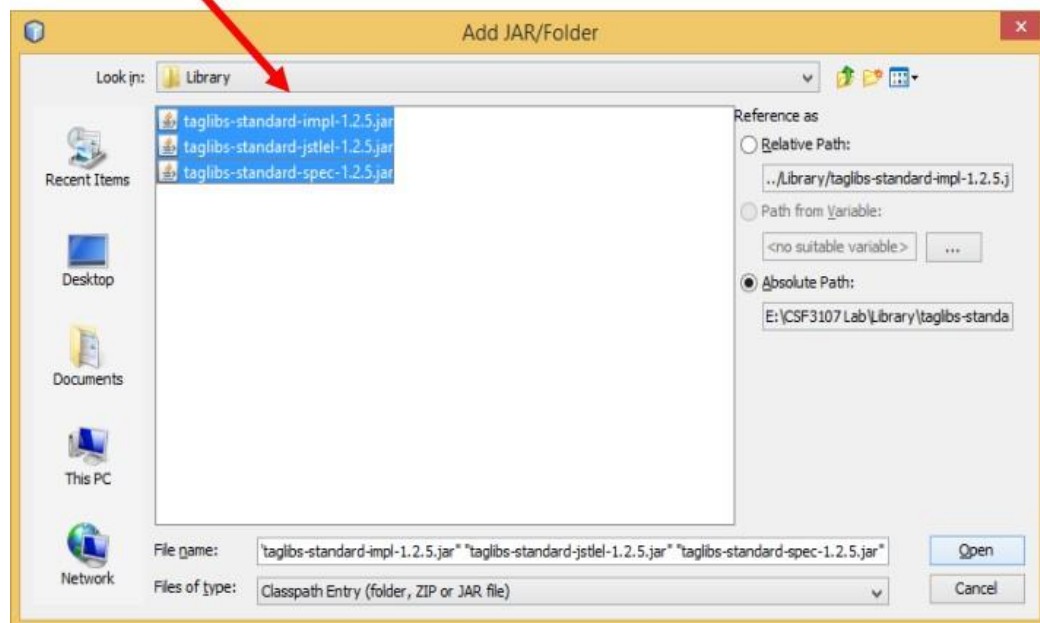 Add JAR/Folder
Look in:
Library
taglibs-standard-impl-1.2.5.jar
taglibs-standard-jstlel-1.2.5.jar
taglibs-standard-spec-1.2.5.jar
Recent Items
Desktop
Documents
This PC
Network
Reference as
Relative Path:
../Library/taglibs-standard-impl-1.2.5.j
Path from Variable:
<no suitable variable> ...
Absolute Path:
E:\CSF3107 Lab\Library\taglibs-standa
File name: 'taglibs-standard-impl-1.2.5.jar" "taglibs-standard-jstlel-1.2.5.jar" "taglibs-standard-spec-1.2.5.jar" Open
Files of type: Classpath Entry (folder, ZIP or JAR file) Cancel